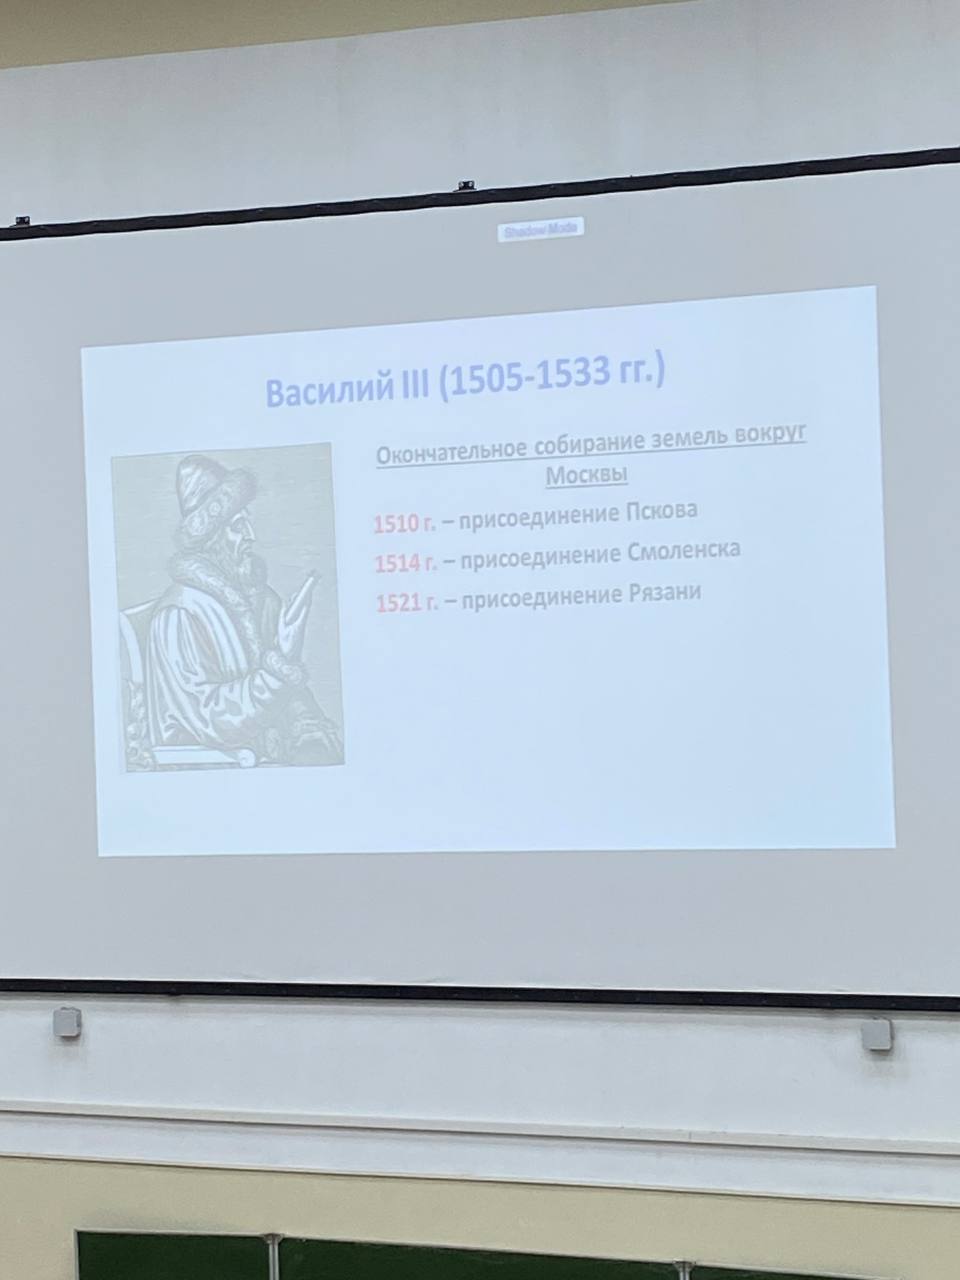 Shadow Mode
Василий III (1505-1533 гг.)
Окончательное собирание земель вокруг
Москвы
1510 г. – присоединение Пскова
1514 г. – присоединение Смоленска
1521 г. – присоединение Рязани